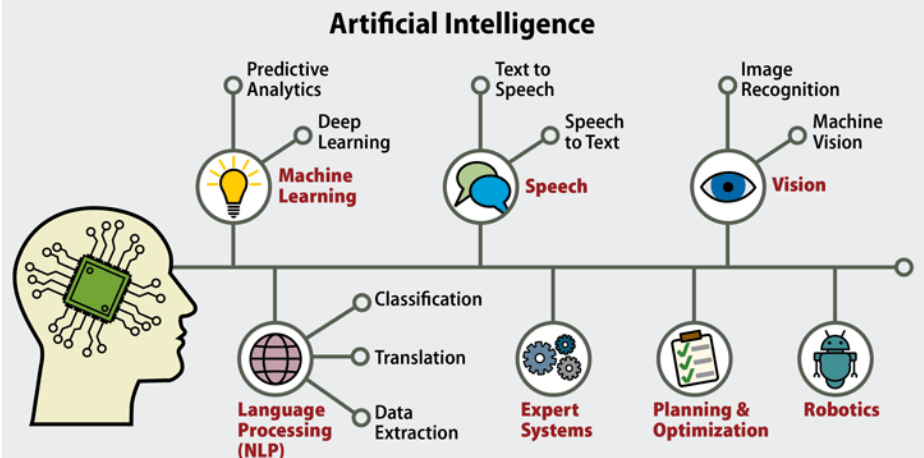 Artificial Intelligence
Predictive
Analytics
Deep
Learning
Machine
Learning
Text to
Speech
Speech
to Text
Speech
Image
Recognition
Machine
Vision
Vision
Classification
Translation
Data
Extraction
Language
Processing
(NLP)
Expert
Systems
Planning &
Optimization
Robotics